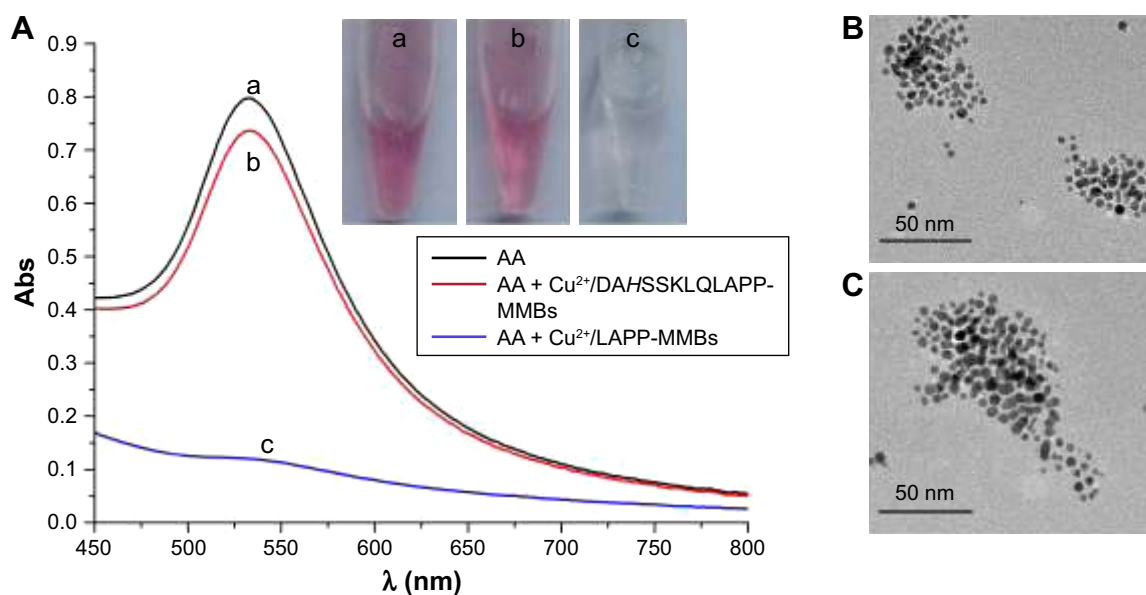 A
a
b
c
0.9
0.8
0.7
0.6
0.5
0.4
0.3
0.2
0.1
0.0
Abs
a
b
c
AA
AA + Cu²⁺/DAHSSKLQLAPP-
MMBs
AA + Cu²⁺/LAPP-MMBs
450
500
550
600
650
700
750
800
λ (nm)
B
50 nm
C
50 nm